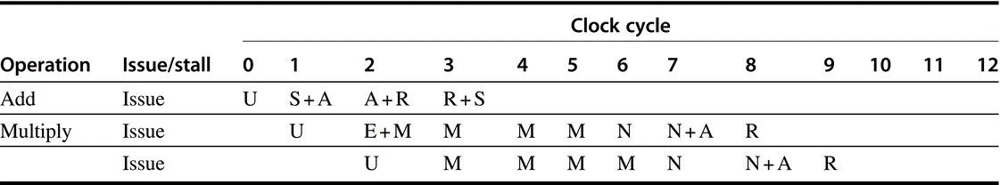 Clock cycle
Operation Issue/stall 0 1 2 3 4 5 6 7 8 9 10 11 12
Add Issue U S + A A + R R + S
Multiply Issue U E + M M M M N N + A R
Issue U M M M M N N + A R